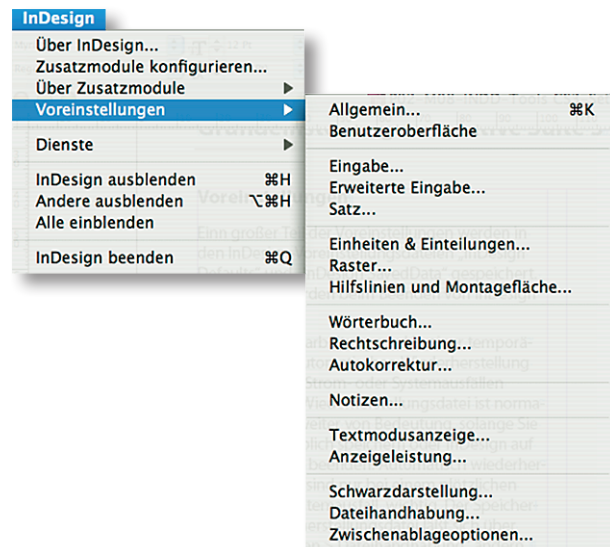 InDesign
Über InDesign...
Zusatzmodule konfigurieren...
Über Zusatzmodule
Voreinstellungen
Dienste
InDesign ausblenden ⌘H
Andere ausblenden ⌥⌘H
Alle einblenden
InDesign beenden ⌘Q
Allgemein... ⌘K
Benutzeroberfläche
Eingabe...
Erweiterte Eingabe...
Satz...
Einheiten & Einteilungen...
Raster...
Hilfslinien und Montagefläche...
Wörterbuch...
Rechtschreibung...
Autokorrektur...
Notizen...
Textmodusanzeige...
Anzeigeleistung...
Schwarzdarstellung...
Dateihandhabung...
Zwischenablageoptionen...